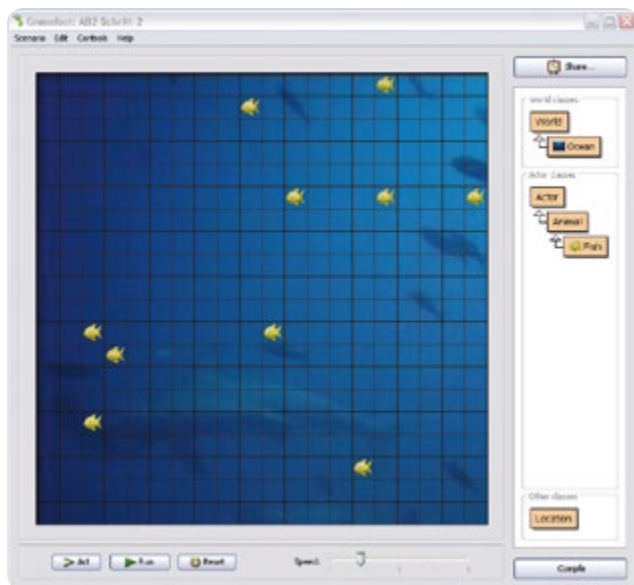 Greenfoot: AB2 Schritt 2
Scenario Edit Controls Help
Share...
World classes
World
Ocean
Actor classes
Actor
Animal
Fish
Other classes
Location
Act
Run
Reset
Speed:
Compile